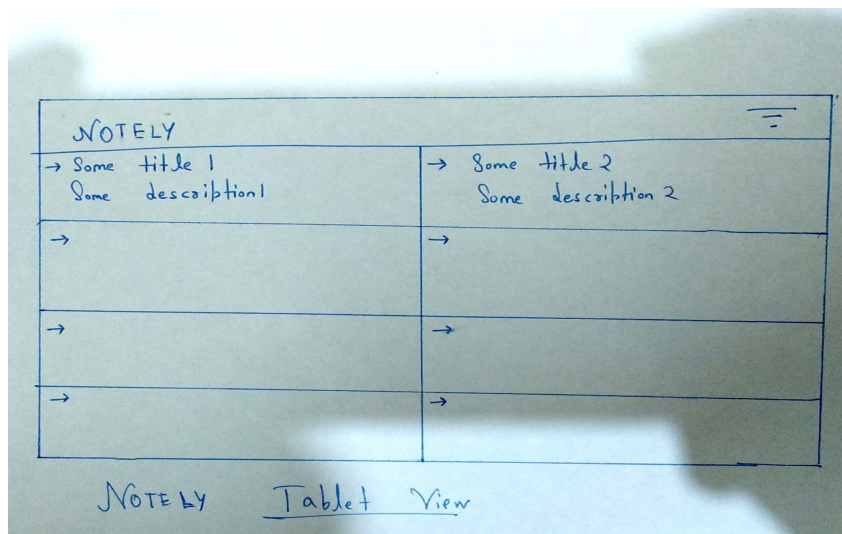 NOTELY
→ Some title 1
Some description1
→ Some title 2
Some description 2
→
→
→
→
→
→
NOTELY Tablet View